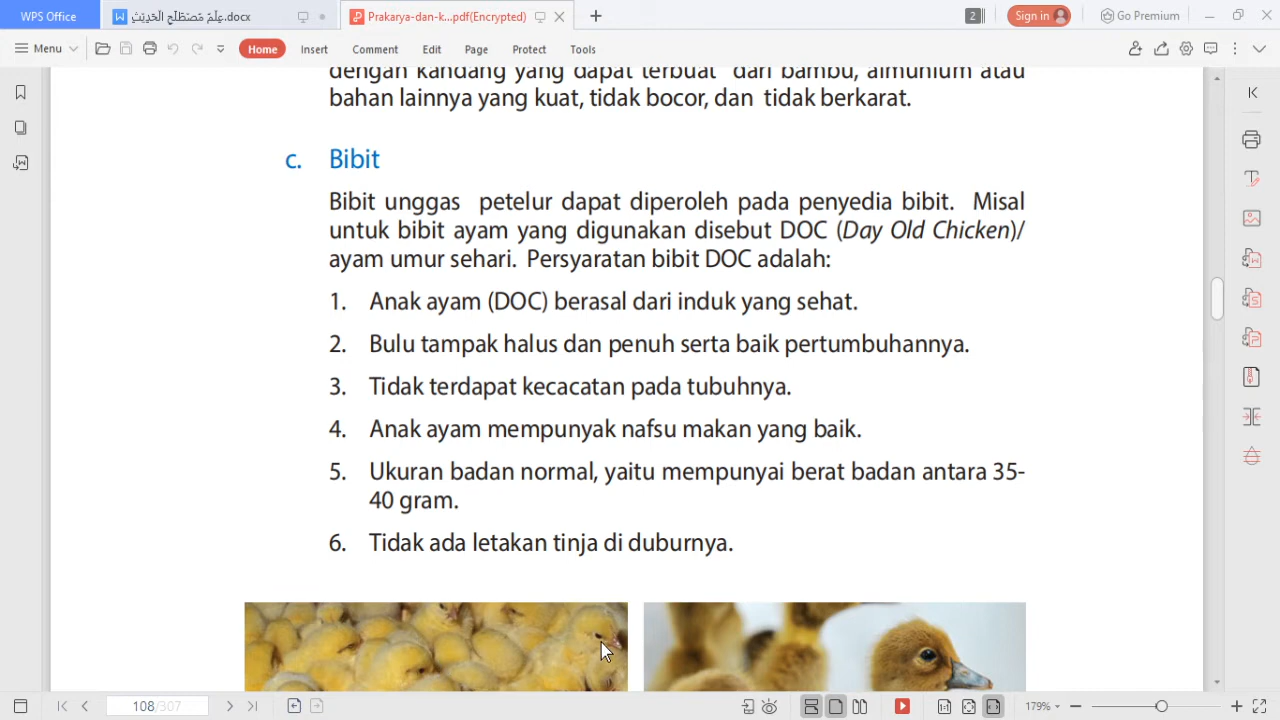 WPS Office
عِلْمُ مُصْطَلَحِ الْحَدِيْثِ.docx
Prakarya-dan-k...pdf(Encrypted)
2
Sign in
Go Premium
Menu
Home
Insert
Comment
Edit
Page
Protect
Tools
dengan kandang yang dapat terbuat dari bambu, almunium atau
bahan lainnya yang kuat, tidak bocor, dan tidak berkarat.
c. Bibit
Bibit unggas petelur dapat diperoleh pada penyedia bibit. Misal
untuk bibit ayam yang digunakan disebut DOC (Day Old Chicken)/
ayam umur sehari. Persyaratan bibit DOC adalah:
1. Anak ayam (DOC) berasal dari induk yang sehat.
2. Bulu tampak halus dan penuh serta baik pertumbuhannya.
3. Tidak terdapat kecacatan pada tubuhnya.
4. Anak ayam mempunyak nafsu makan yang baik.
5. Ukuran badan normal, yaitu mempunyai berat badan antara 35-
40 gram.
6. Tidak ada letakan tinja di duburnya.
108/307
179%